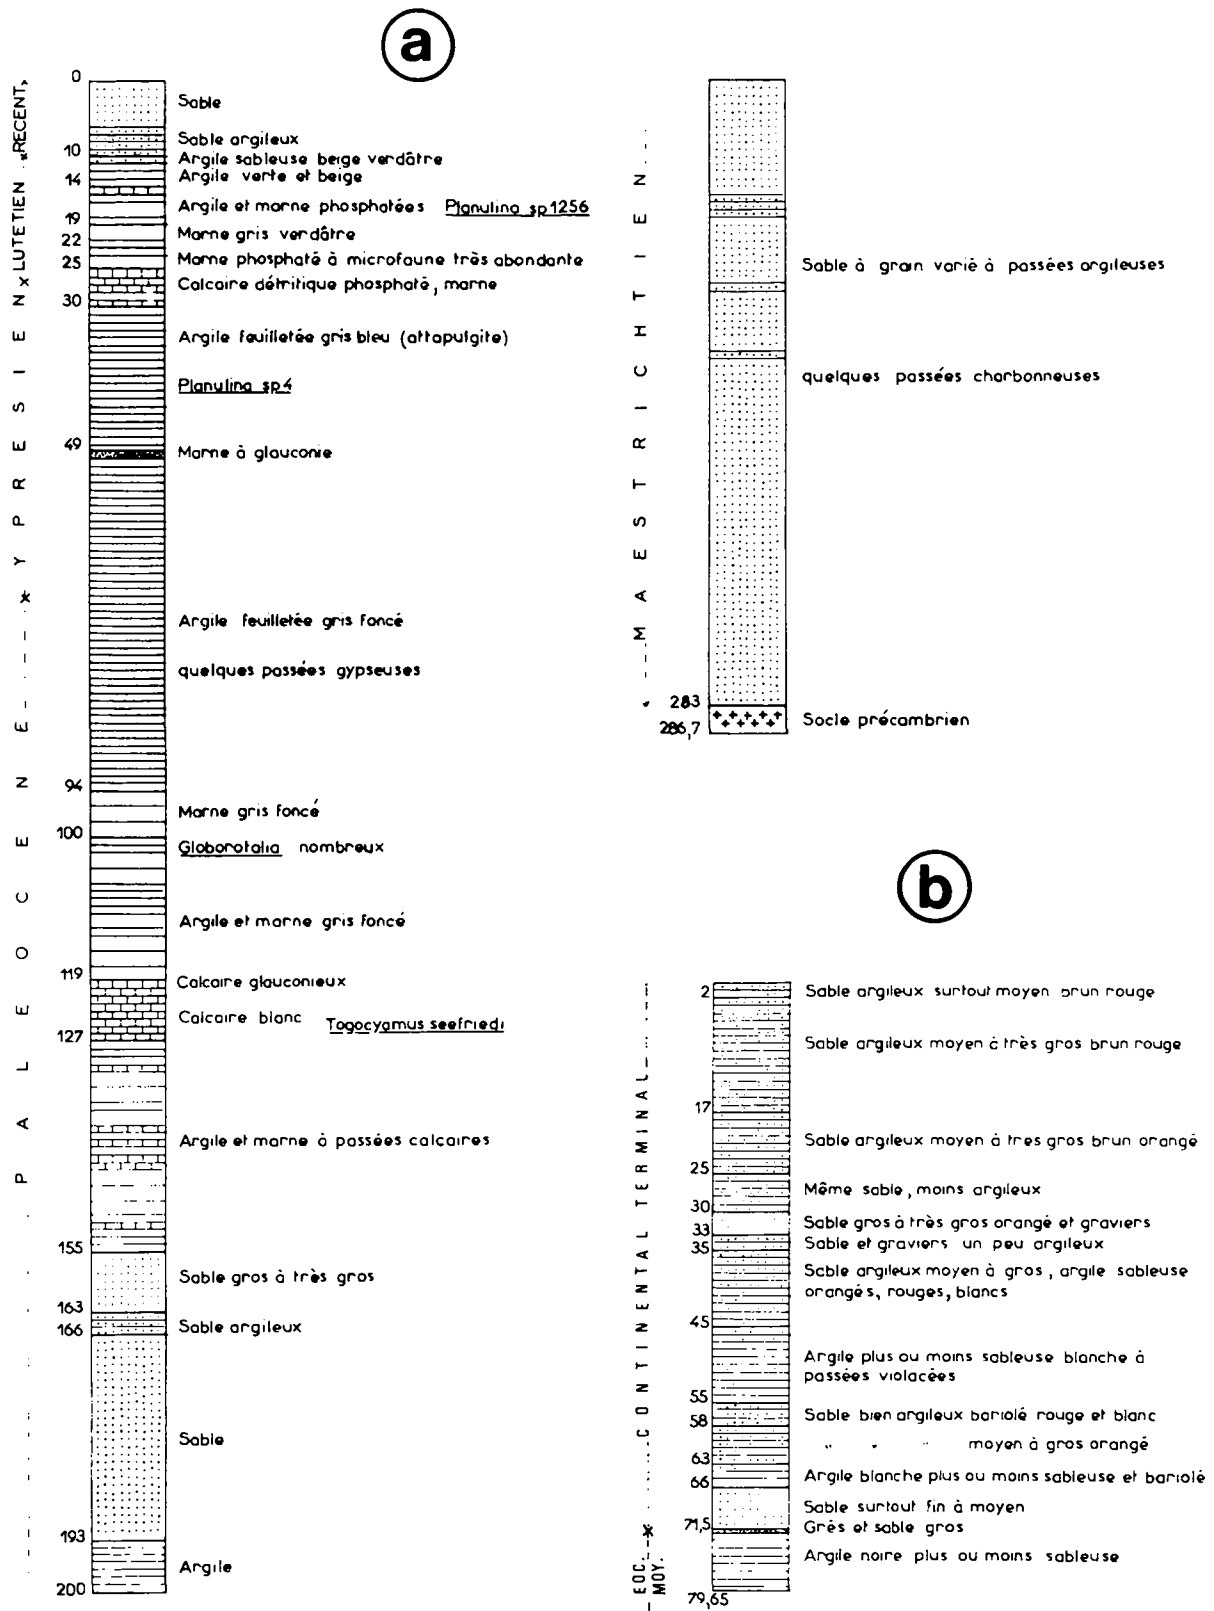 a
RECENT, LUTETIEN YPRESIEN PALEOCENE
0
Sable
Sable argileux
10
Argile sableuse beige verdâtre
14
Argile verte et beige
Argile et marne phosphatées Planulina sp1256
19
Marne gris verdâtre
22
25
Marne phosphaté à microfaune très abondante
Calcaire détritique phosphaté, marne
30
Argile feuilletée gris bleu (attapulgite)
Planulina sp4
49
Marne à glauconie
Argile feuilletée gris foncé
quelques passées gypseuses
94
Marne gris foncé
100
Globorotalia nombreux
Argile et marne gris foncé
119
Calcaire glauconieux
Calcaire blanc Togocyamus seefriedi
127
Argile et marne à passées calcaires
155
Sable gros à très gros
163
166
Sable argileux
Sable
193
Argile
200
MAESTRICHTIEN
Sable à grain varié à passées argileuses
quelques passées charbonneuses
283
Socle précambrien
286,7
b
CONTINENTAL TERMINAL
EOC. MOY.
2
Sable argileux surtout moyen brun rouge
Sable argileux moyen à très gros brun rouge
17
Sable argileux moyen à tres gros brun orangé
25
Même sable, moins argileux
30
Sable gros à très gros orangé et graviers
33
Sable et graviers un peu argileux
35
Sable argileux moyen à gros, argile sableuse
orangés, rouges, blancs
45
Argile plus ou moins sableuse blanche à
passées violacées
55
Sable bien argileux bariolé rouge et blanc
58
" " " moyen à gros orangé
63
Argile blanche plus ou moins sableuse et bariolé
66
Sable surtout fin à moyen
71,5
Grés et sable gros
Argile noire plus ou moins sableuse
79,65